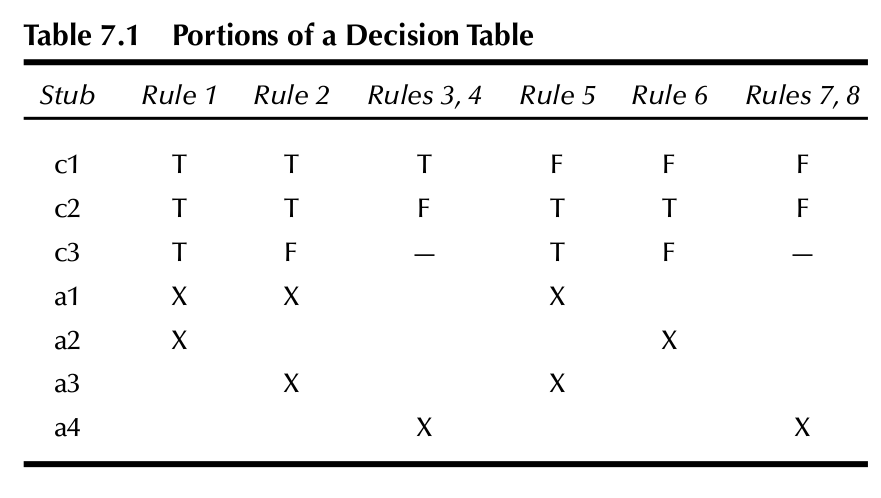 Table 7.1 Portions of a Decision Table
Stub Rule 1 Rule 2 Rules 3, 4 Rule 5 Rule 6 Rules 7, 8
c1 T T T F F F
c2 T T F T T F
c3 T F — T F —
a1 X X X
a2 X X
a3 X X
a4 X X